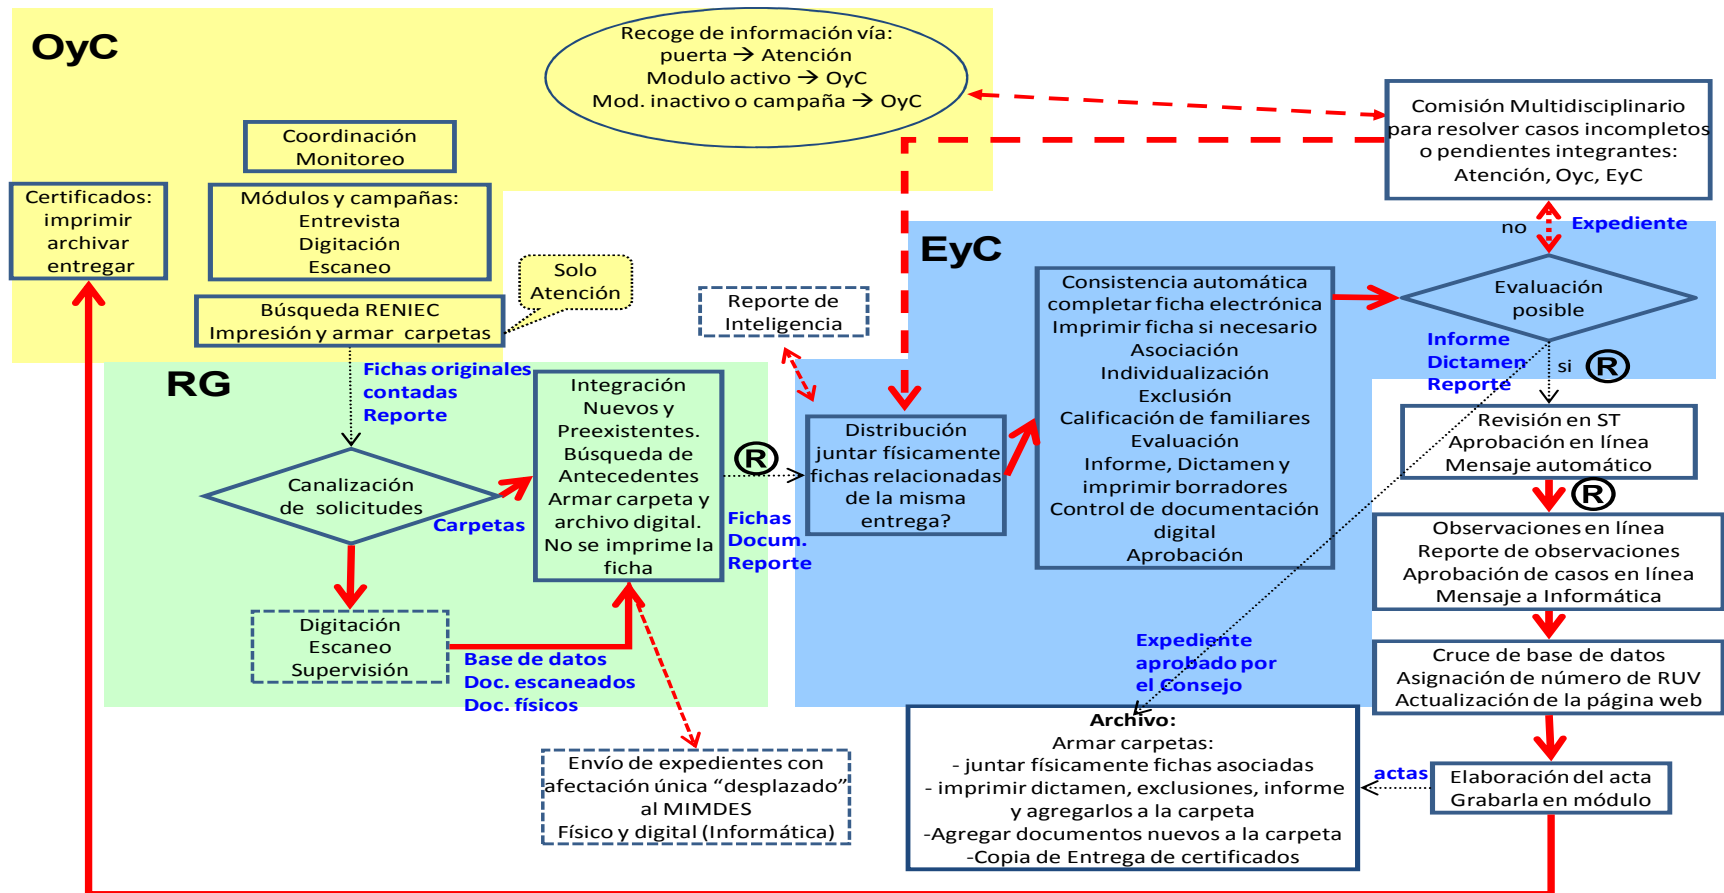 OyC
Recoge de información vía:
puerta → Atención
Modulo activo → OyC
Mod. inactivo o campaña → OyC
Coordinación
Monitoreo
Comisión Multidisciplinario
para resolver casos incompletos
o pendientes integrantes:
Atención, Oyc, EyC
Certificados:
imprimir
archivar
entregar
Módulos y campañas:
Entrevista
Digitación
Escaneo
Solo
Atención
Búsqueda RENIEC
Impresión y armar carpetas
Fichas originales
contadas
Reporte
RG
Canalización
de solicitudes
Carpetas
Integración
Nuevos y
Preexistentes.
Búsqueda de
Antecedentes
Armar carpeta y
archivo digital.
No se imprime la
ficha
Digitación
Escaneo
Supervisión
Base de datos
Doc. escaneados
Doc. físicos
Envío de expedientes con
afectación única “desplazado”
al MIMDES
Físico y digital (Informática)
®
Fichas
Docum.
Reporte
Reporte de
Inteligencia
EyC
Distribución
juntar físicamente
fichas relacionadas
de la misma
entrega?
Consistencia automática
completar ficha electrónica
Imprimir ficha si necesario
Asociación
Individualización
Exclusión
Calificación de familiares
Evaluación
Informe, Dictamen y
imprimir borradores
Control de documentación
digital
Aprobación
no
Expediente
Evaluación
posible
Informe
Dictamen
Reporte
si
®
Revisión en ST
Aprobación en línea
Mensaje automático
®
Observaciones en línea
Reporte de observaciones
Aprobación de casos en línea
Mensaje a Informática
Cruce de base de datos
Asignación de número de RUV
Actualización de la página web
Elaboración del acta
Grabarla en módulo
actas
Expediente
aprobado por
el Consejo
Archivo:
Armar carpetas:
- juntar físicamente fichas asociadas
- imprimir dictamen, exclusiones, informe
y agregarlos a la carpeta
-Agregar documentos nuevos a la carpeta
-Copia de Entrega de certificados